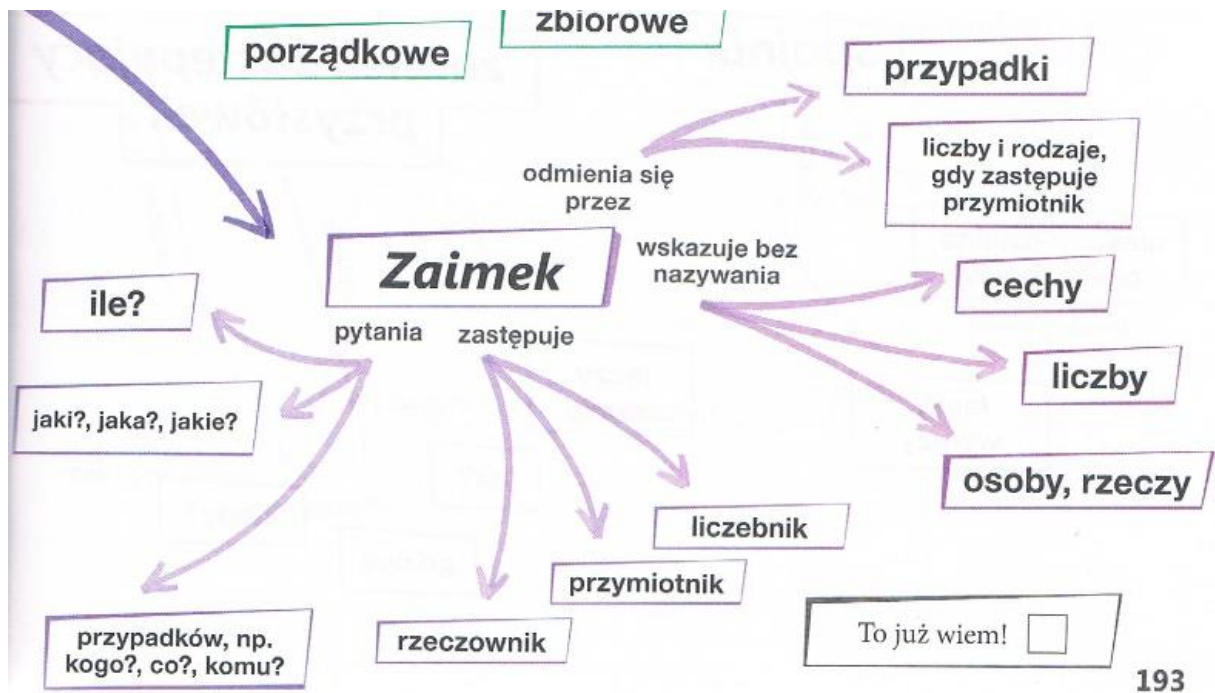 zbiorowe
porządkowe
przypadki
liczby i rodzaje,
gdy zastępuje
przymiotnik
odmienia się
przez
Zaimek
wskazuje bez
nazywania
cechy
liczby
osoby, rzeczy
pytania
zastępuje
ile?
jaki?, jaka?, jakie?
przypadków, np.
kogo?, co?, komu?
rzeczownik
przymiotnik
liczebnik
To już wiem!
193